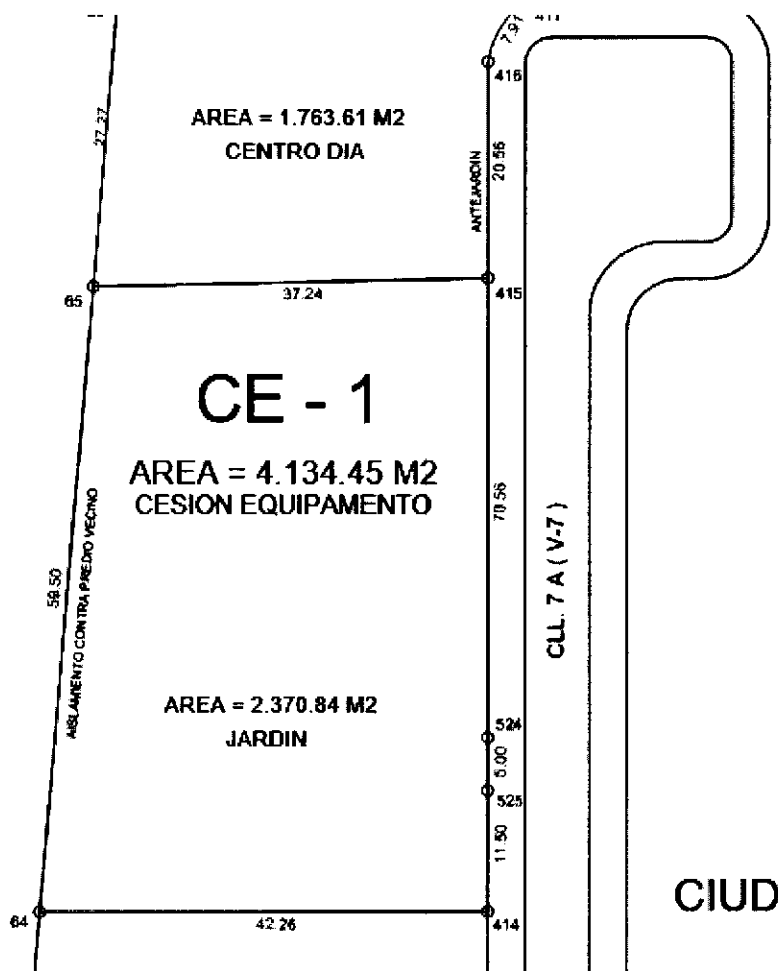 7.91
416
27.37
AREA = 1.763.61 M2
CENTRO DIA
ANTEJARDIN
20.56
65
37.24
415
CE - 1
AREA = 4.134.45 M2
CESION EQUIPAMENTO
59.50
AISLAMIENTO CONTRA PREDIO VECINO
70.56
CLL. 7 A ( V-7 )
AREA = 2.370.84 M2
JARDIN
524
5.00
525
11.50
64
42.26
414
CIUD